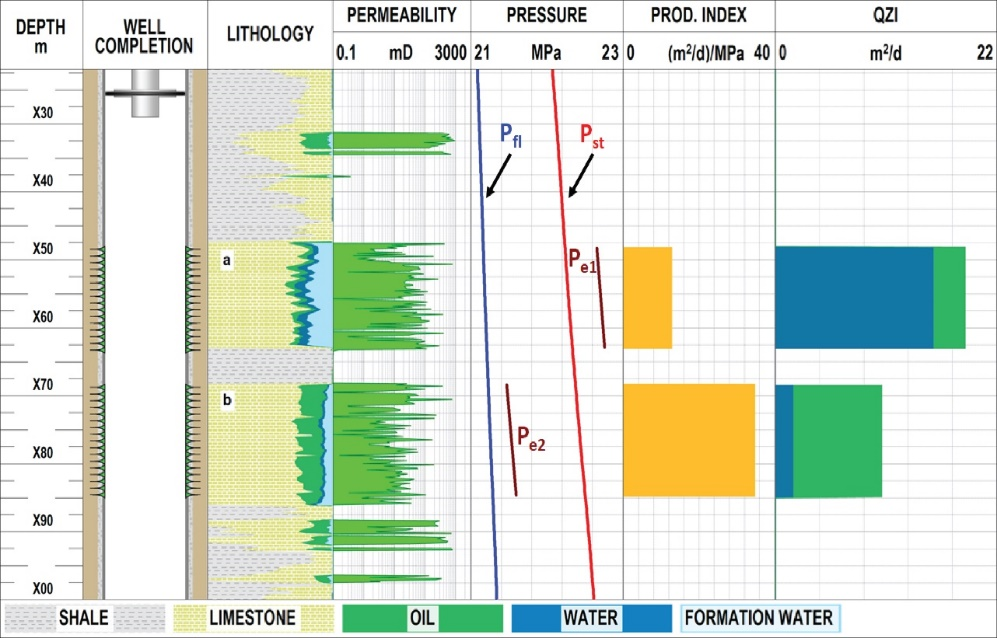 DEPTH
m
WELL
COMPLETION
LITHOLOGY
PERMEABILITY
0.1 mD 3000
PRESSURE
21 MPa 23
PROD. INDEX
0 (m²/d)/MPa 40
QZI
0 m²/d 22
X30
X40
X50
X60
X70
X80
X90
X00
a
b
Pfl
Pst
Pe1
Pe2
SHALE LIMESTONE OIL WATER FORMATION WATER